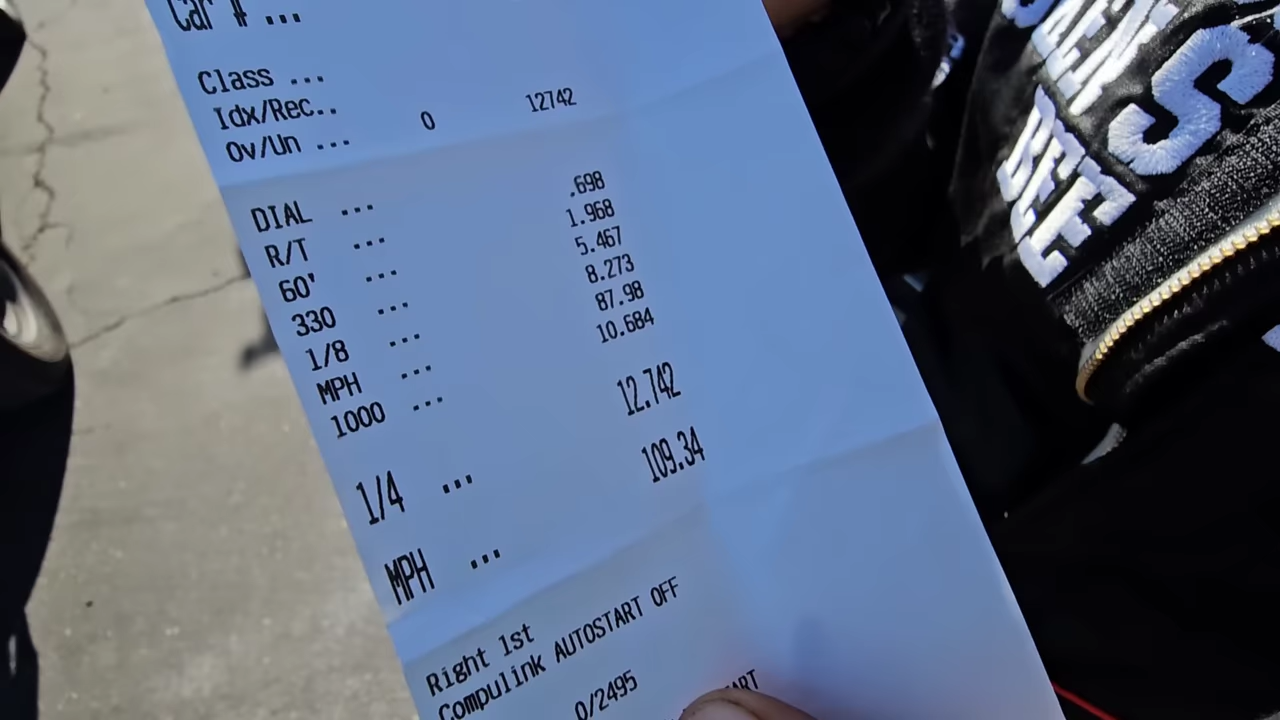 Car # ...
Class ...
Idx/Rec..
Ov/Un ... 0 12742
DIAL ...
R/T ... .698
60' ... 1.968
330 ... 5.467
1/8 ... 8.273
MPH ... 87.98
1000 ... 10.684
1/4 ... 12.742
MPH ... 109.34
Right 1st
Compulink AUTOSTART OFF
0/2495
S